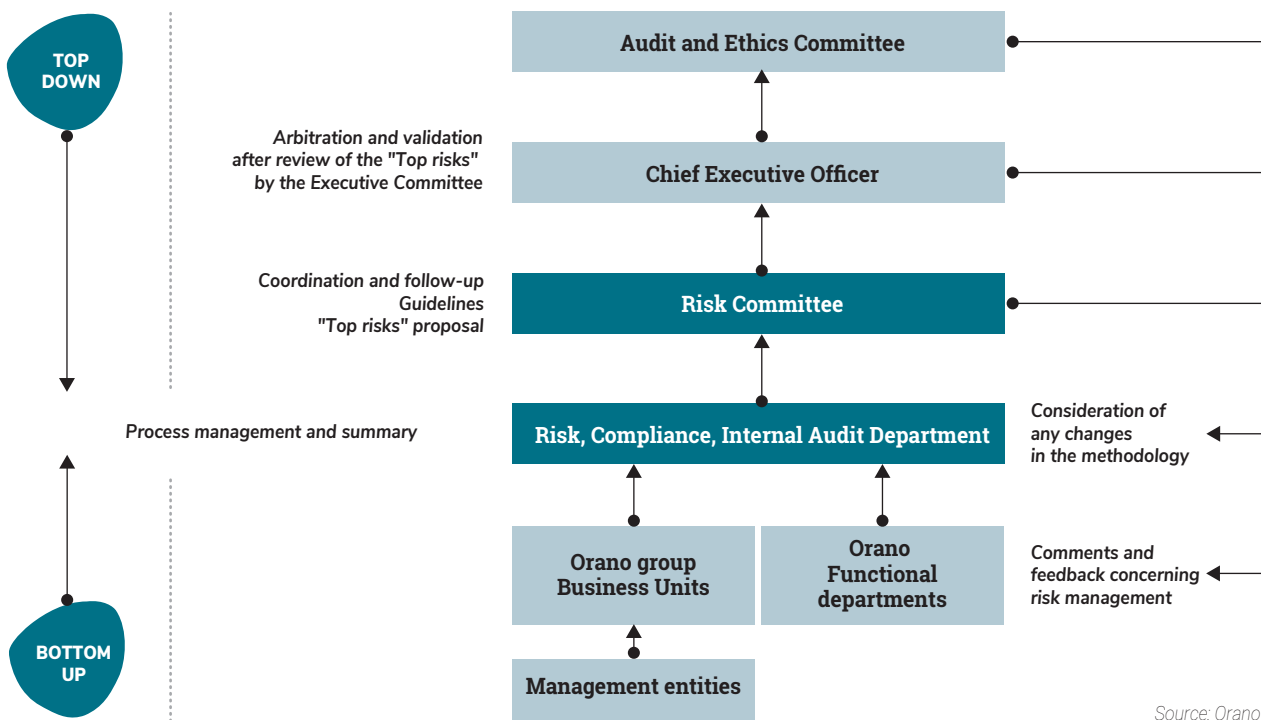 TOP
DOWN
Audit and Ethics Committee
Arbitration and validation
after review of the "Top risks"
by the Executive Committee
Chief Executive Officer
Coordination and follow-up
Guidelines
"Top risks" proposal
Risk Committee
Process management and summary
Risk, Compliance, Internal Audit Department
Consideration of
any changes
in the methodology
Orano group
Business Units
Orano
Functional
departments
Comments and
feedback concerning
risk management
BOTTOM
UP
Management entities
Source: Orano